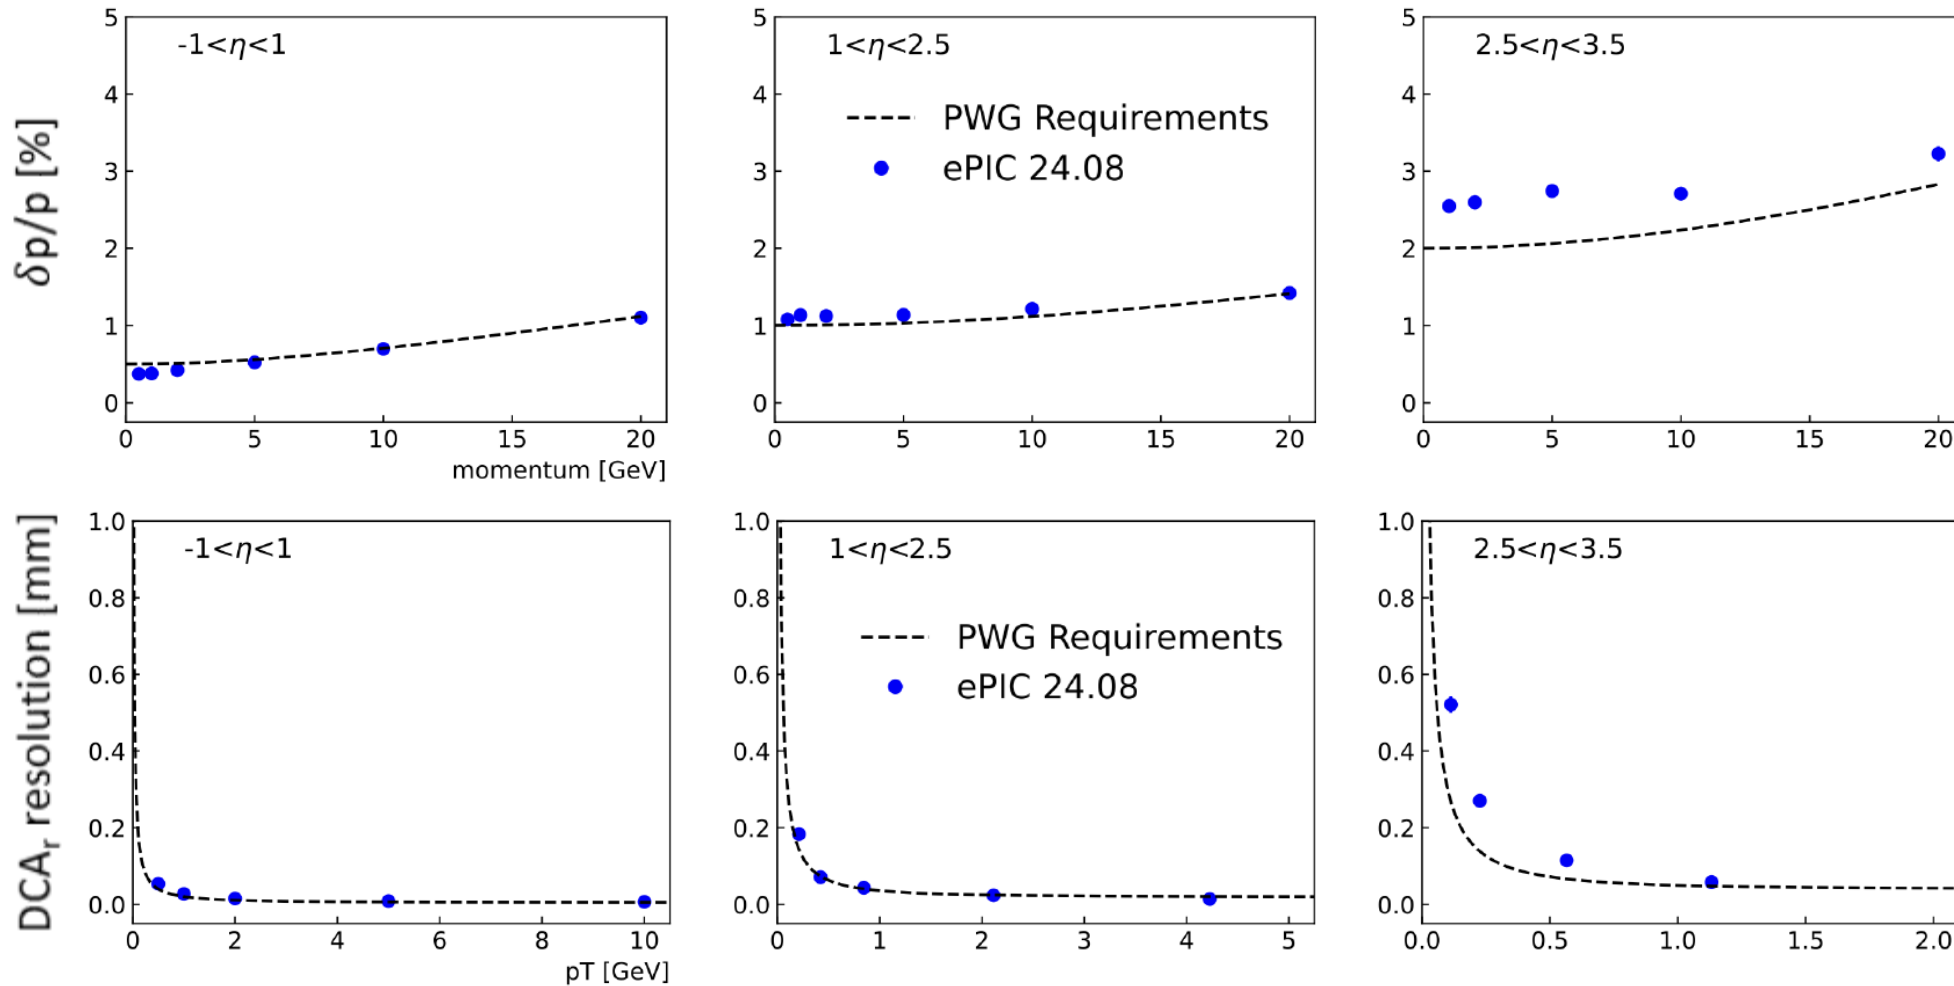 δp/p [%]
-1<η<1
5
4
3
2
1
0
0 5 10 15 20
momentum [GeV]
1<η<2.5
PWG Requirements
ePIC 24.08
5
4
3
2
1
0
0 5 10 15 20
2.5<η<3.5
5
4
3
2
1
0
0 5 10 15 20
DCAr resolution [mm]
-1<η<1
1.0
0.8
0.6
0.4
0.2
0.0
0 2 4 6 8 10
pT [GeV]
1<η<2.5
PWG Requirements
ePIC 24.08
1.0
0.8
0.6
0.4
0.2
0.0
0 1 2 3 4 5
2.5<η<3.5
1.0
0.8
0.6
0.4
0.2
0.0
0.0 0.5 1.0 1.5 2.0